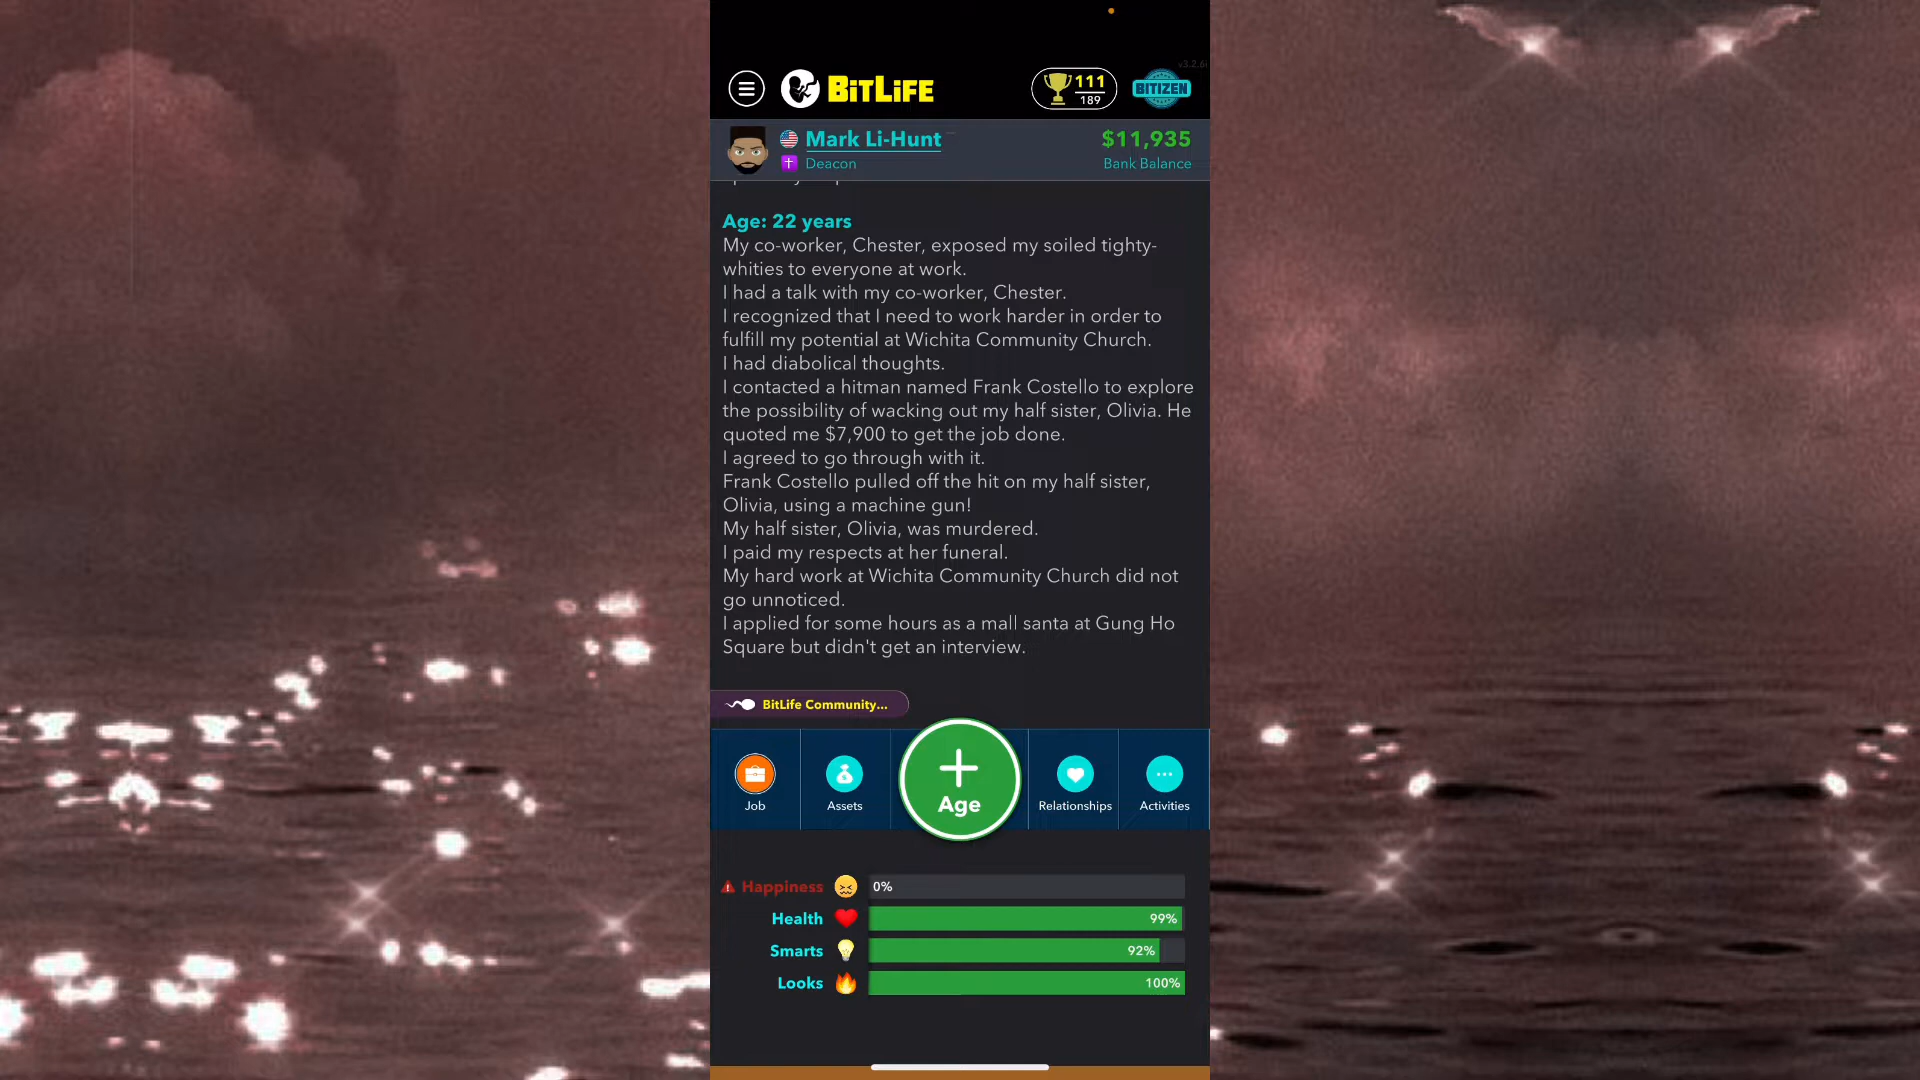 v3.2.6i
BITLIFE
111
189
BITIZEN
Mark Li-Hunt
$11,935
Deacon
Bank Balance
Age: 22 years
My co-worker, Chester, exposed my soiled tighty-
whities to everyone at work.
I had a talk with my co-worker, Chester.
I recognized that I need to work harder in order to
fulfill my potential at Wichita Community Church.
I had diabolical thoughts.
I contacted a hitman named Frank Costello to explore
the possibility of wacking out my half sister, Olivia. He
quoted me $7,900 to get the job done.
I agreed to go through with it.
Frank Costello pulled off the hit on my half sister,
Olivia, using a machine gun!
My half sister, Olivia, was murdered.
I paid my respects at her funeral.
My hard work at Wichita Community Church did not
go unnoticed.
I applied for some hours as a mall santa at Gung Ho
Square but didn't get an interview.
BitLife Community...
Job
Assets
Age
Relationships
Activities
Happiness
0%
Health
99%
Smarts
92%
Looks
100%